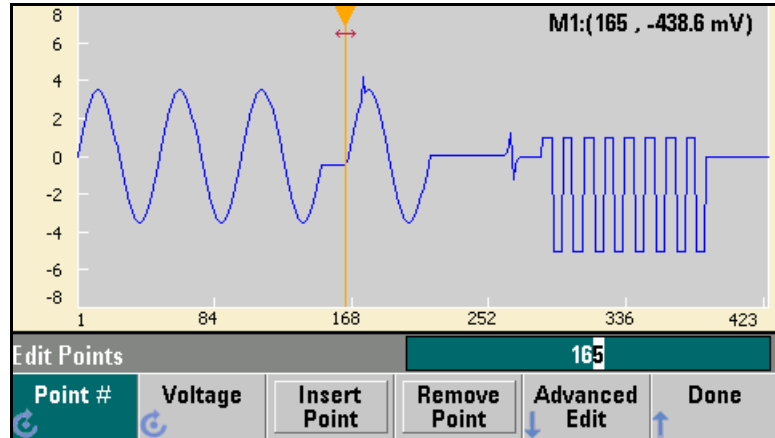 8
M1:(165 , -438.6 mV)
6
4
2
0
-2
-4
-6
-8
1 84 168 252 336 423
Edit Points 165
Point # Voltage Insert Point Remove Point Advanced Edit Done